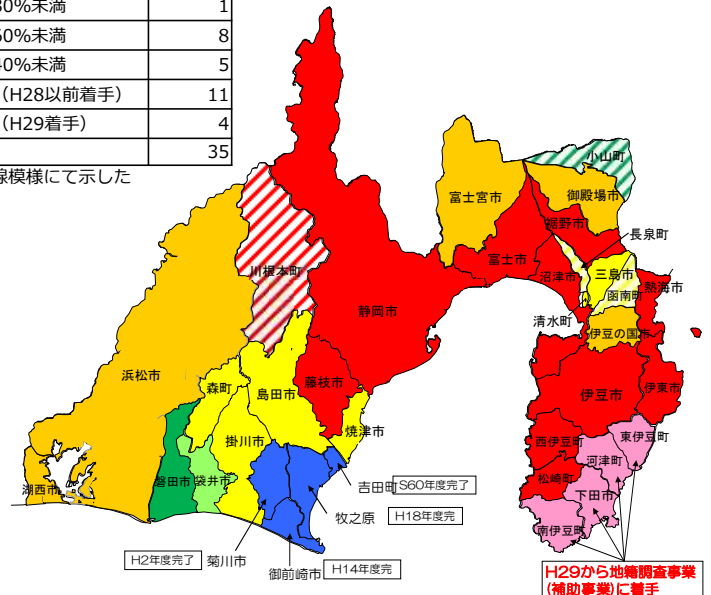 80%未満 1
60%未満 8
40%未満 5
（H28以前着手） 11
（H29着手） 4
35
線模様にて示した
小山町
富士宮市
御殿場市
裾野市
長泉町
川根本町
富士市
沼津市
三島市
熱海市
函南町
静岡市
清水町
伊豆の国市
浜松市
森町
島田市
藤枝市
伊豆市
伊東市
掛川市
焼津市
西伊豆町
東伊豆町
河津町
湖西市
磐田市
袋井市
吉田町
S60年度完了
松崎町
下田市
牧之原
H18年度完
南伊豆町
H2年度完了
菊川市
御前崎市
H14年度完
H29から地籍調査事業
(補助事業)に着手